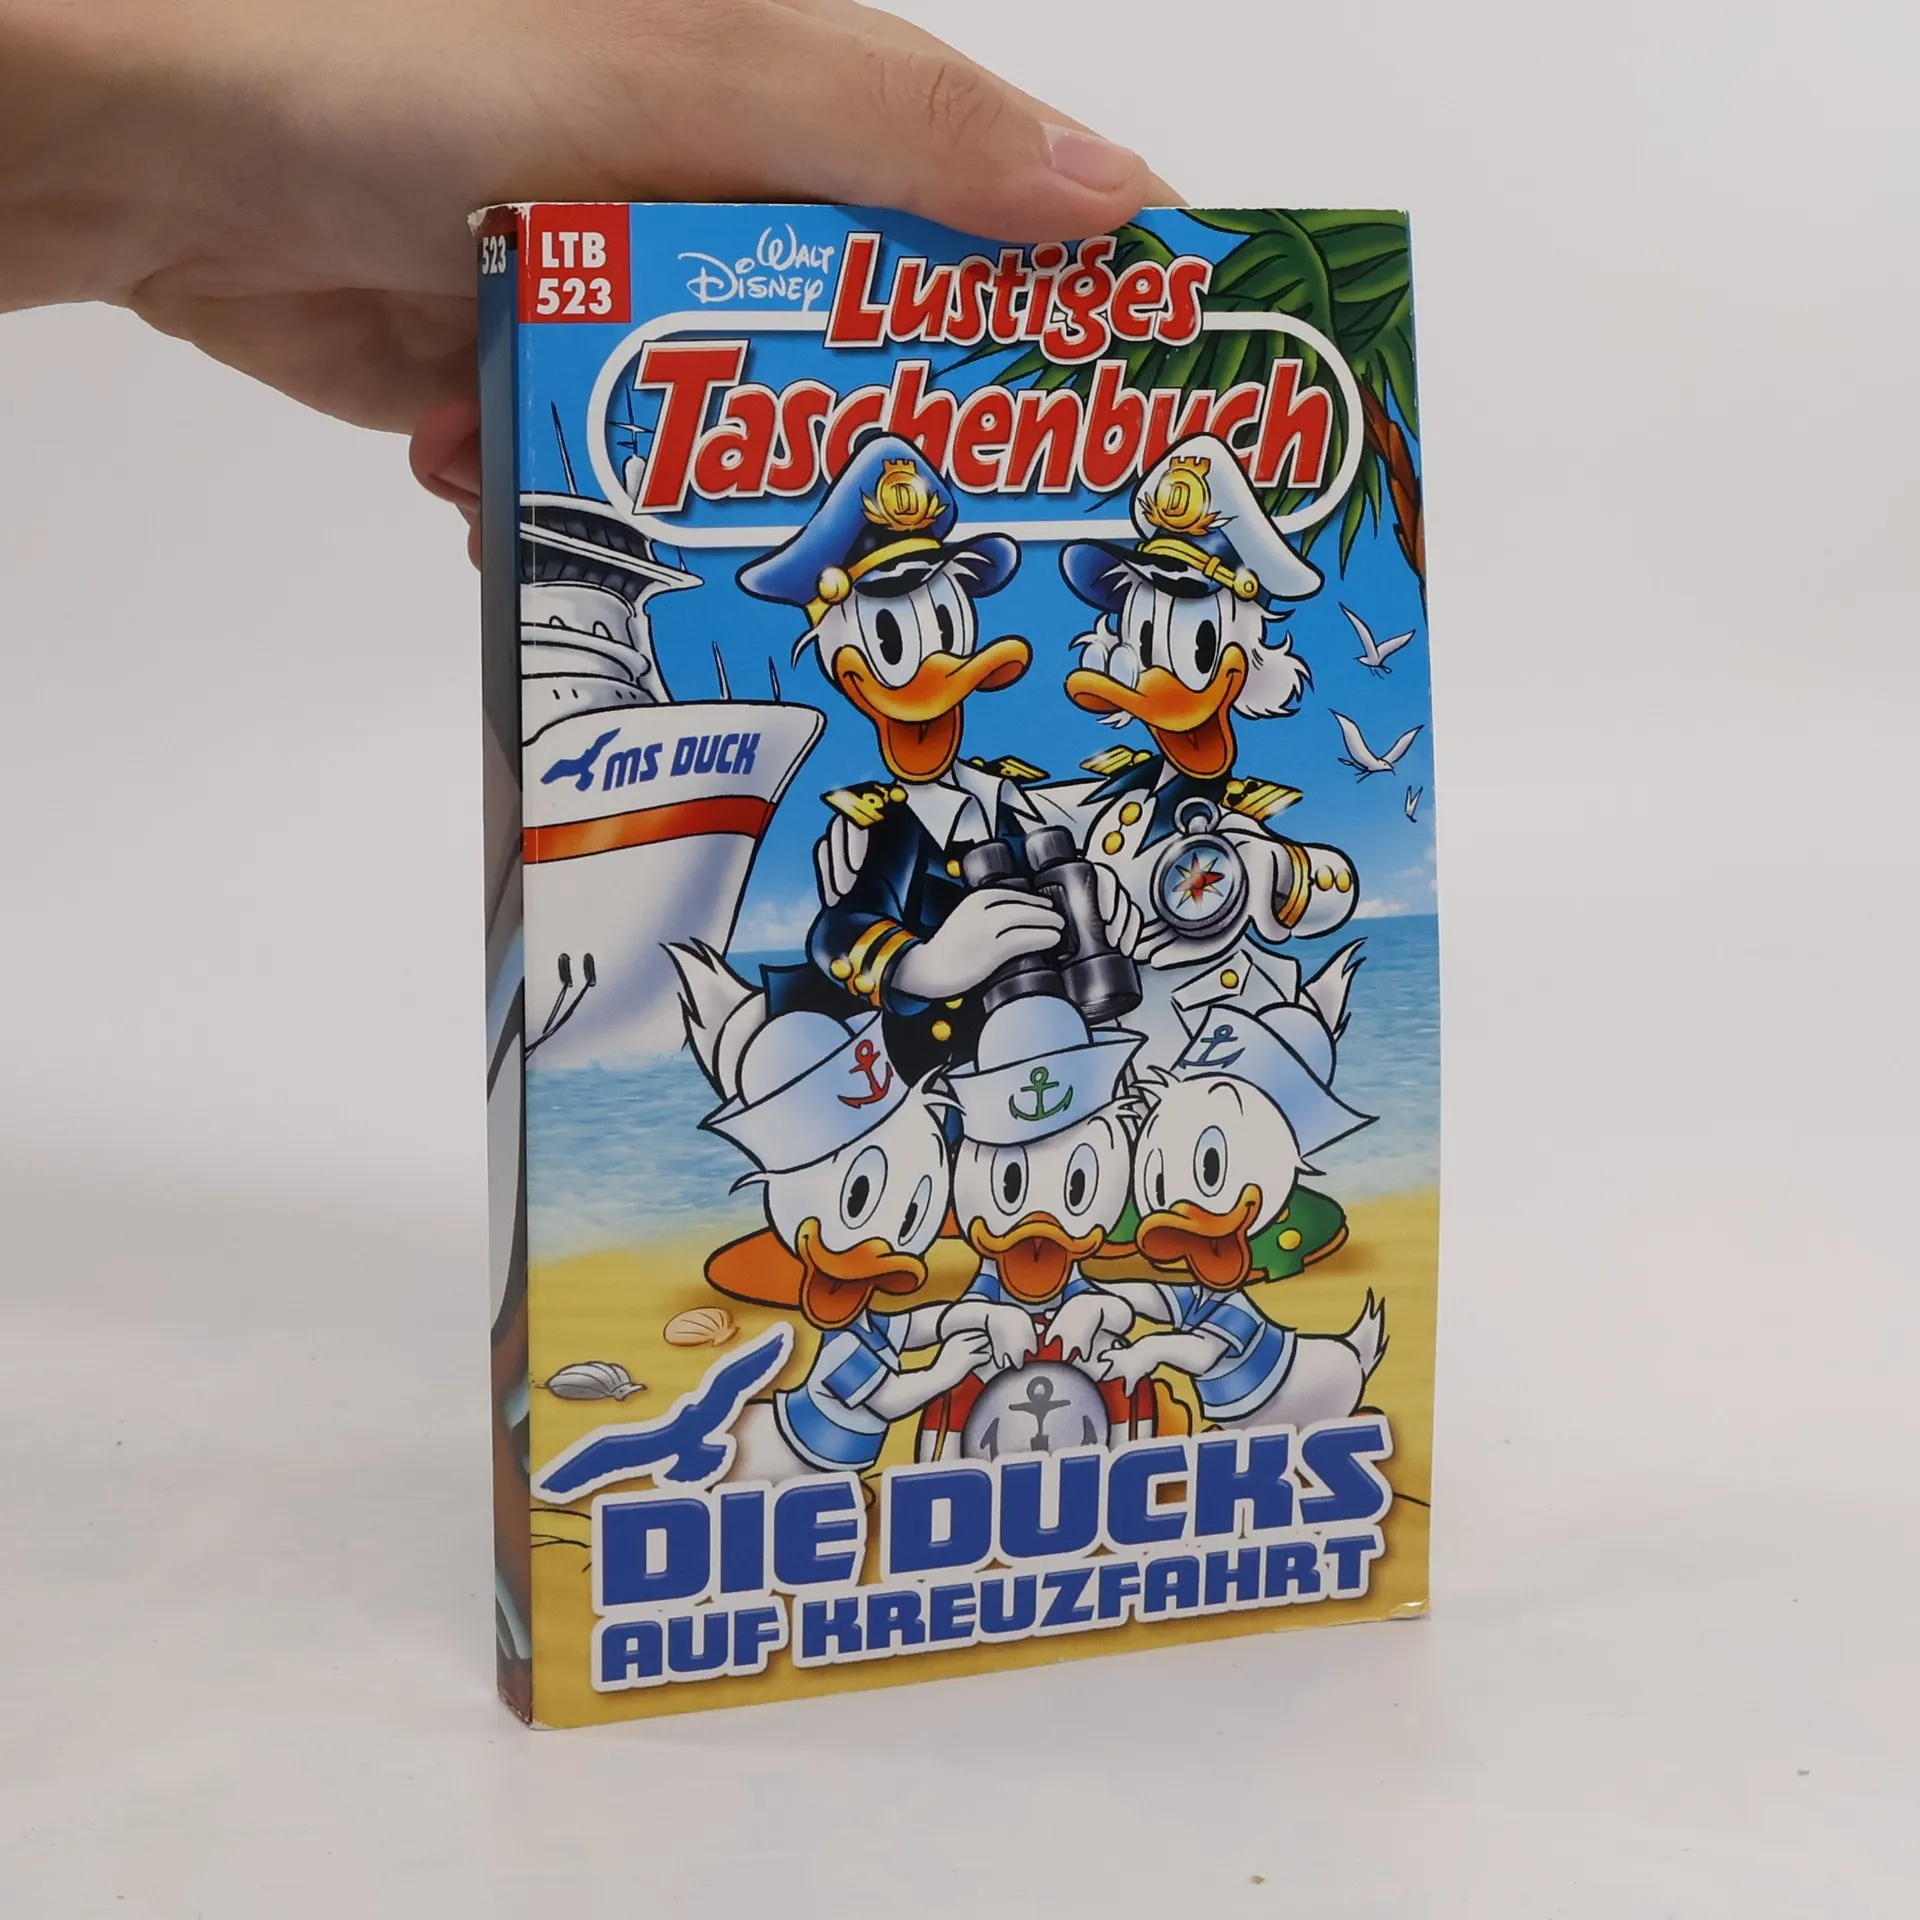 523
LTB
523
WALT
DISNEY
Lustiges
Taschenbuch
D
D
MS DUCK
DIE DUCKS
AUF KREUZFAHRT